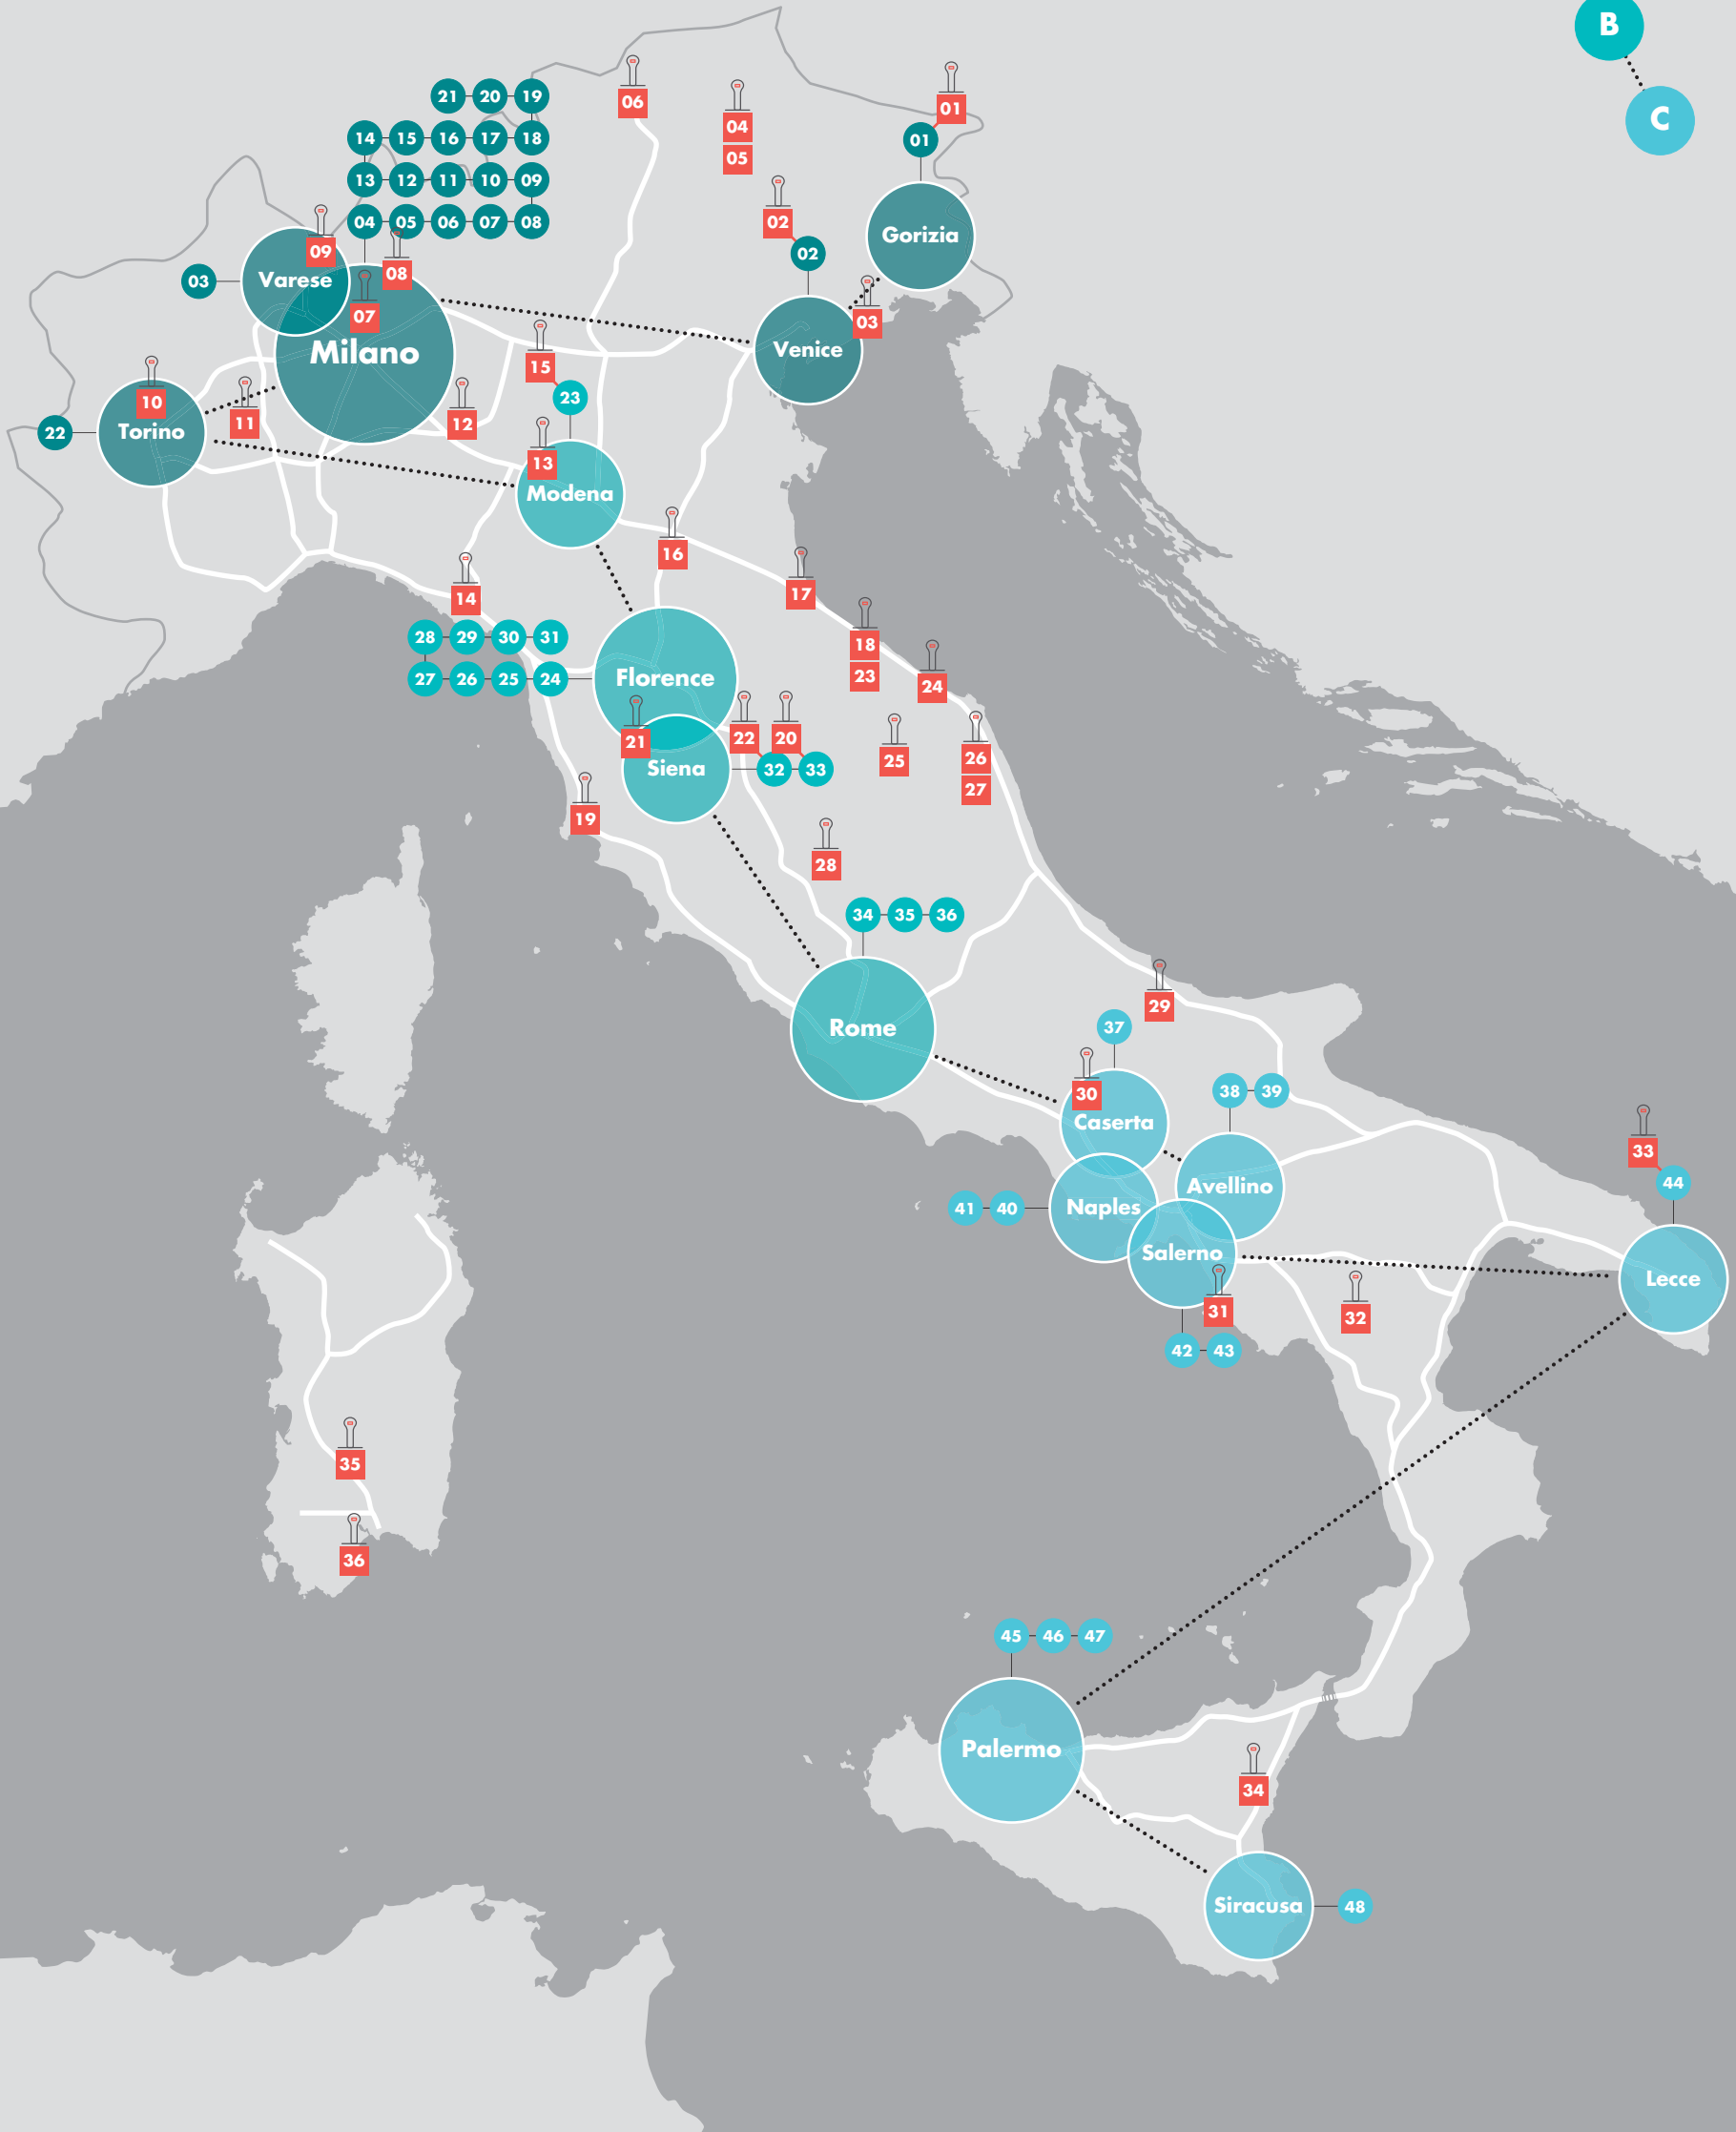 B
C
06
01
21 20 19
04
05
01
14 15 16 17 18
13 12 11 10 09
02
04 05 06 07 08
Gorizia
09
02
08
03
Varese
07
03
Milano
Venice
15
10
23
11
12
22
Torino
13
Modena
16
14
17
28 29 30 31
18
23
27 26 25 24
Florence
24
21
22
20
Siena
32 33
25
26
27
19
28
34 35 36
29
Rome
37
30
38 39
Caserta
33
44
Avellino
41 40
Naples
Salerno
Lecce
31
32
42 43
35
36
45 46 47
Palermo
34
Siracusa
48